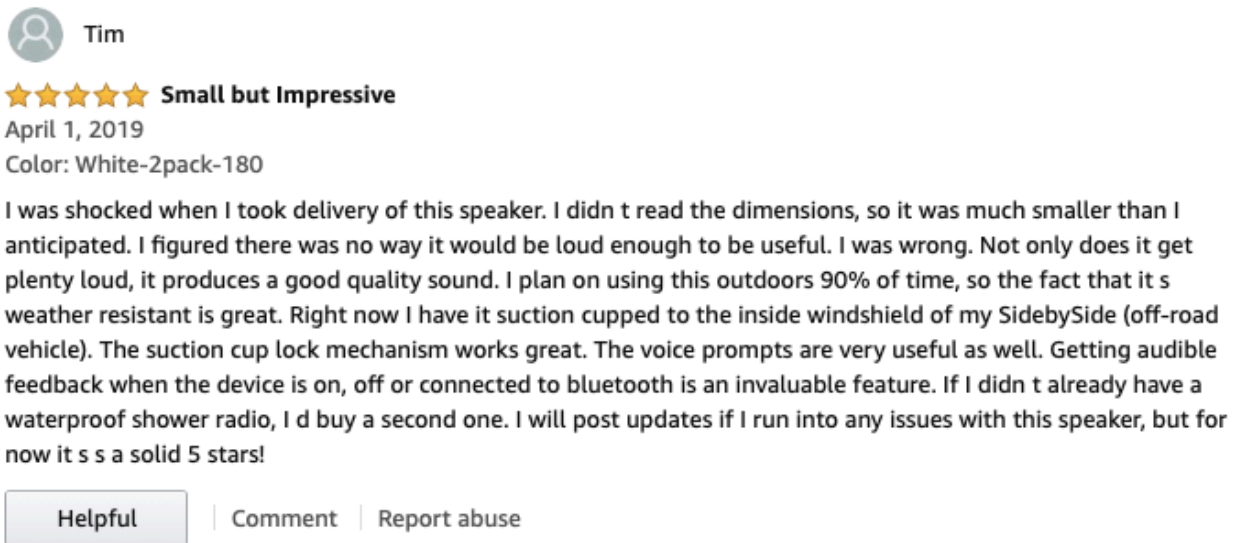 Tim
Small but Impressive
April 1, 2019
Color: White-2pack-180
I was shocked when I took delivery of this speaker. I didn t read the dimensions, so it was much smaller than I
anticipated. I figured there was no way it would be loud enough to be useful. I was wrong. Not only does it get
plenty loud, it produces a good quality sound. I plan on using this outdoors 90% of time, so the fact that it s
weather resistant is great. Right now I have it suction cupped to the inside windshield of my SidebySide (off-road
vehicle). The suction cup lock mechanism works great. The voice prompts are very useful as well. Getting audible
feedback when the device is on, off or connected to bluetooth is an invaluable feature. If I didn t already have a
waterproof shower radio, I d buy a second one. I will post updates if I run into any issues with this speaker, but for
now it s s a solid 5 stars!
Helpful Comment Report abuse